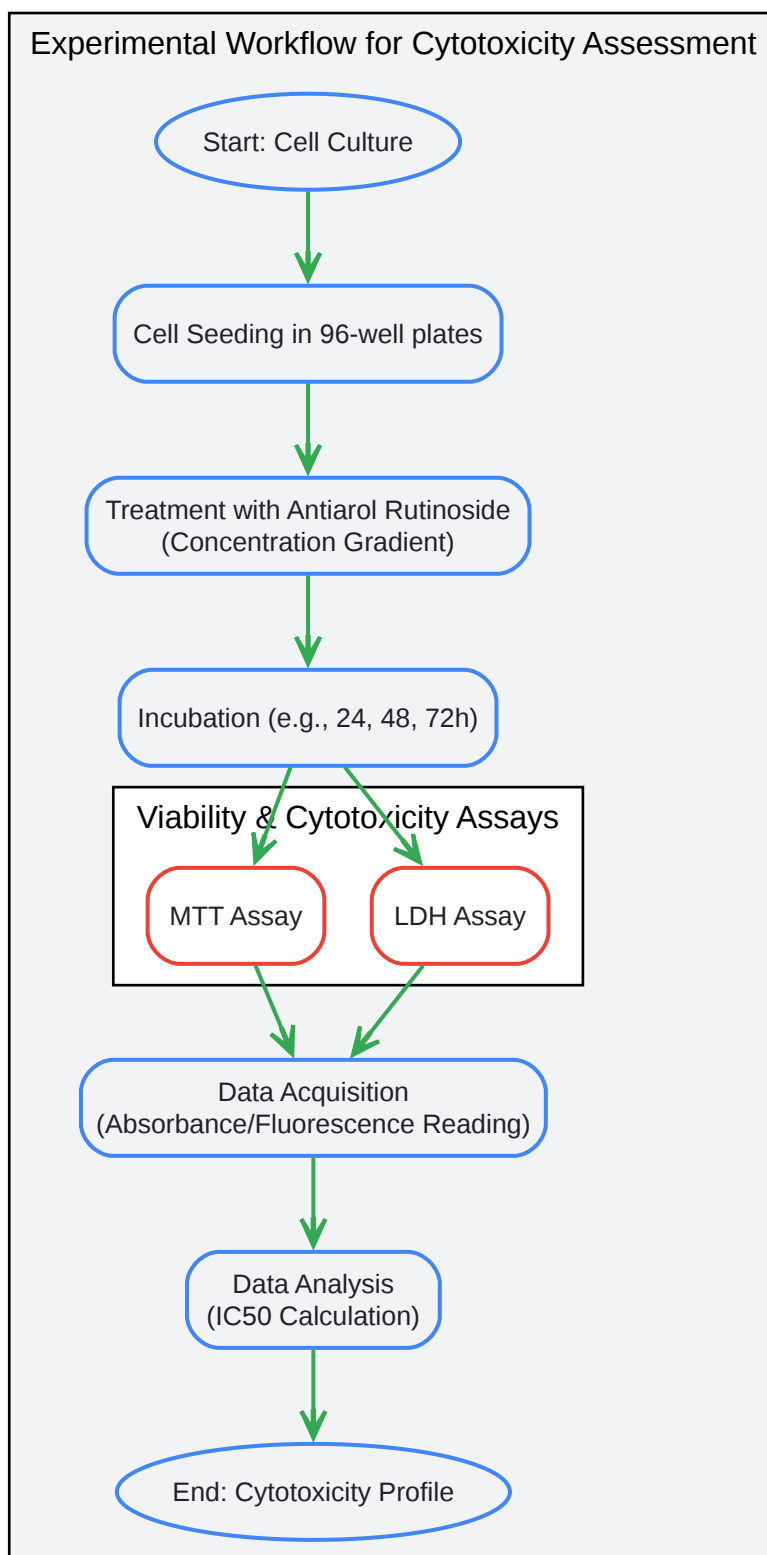 Experimental Workflow for Cytotoxicity Assessment
Start: Cell Culture
Cell Seeding in 96-well plates
Treatment with Antiarol Rutinoside
(Concentration Gradient)
Incubation (e.g., 24, 48, 72h)
Viability & Cytotoxicity Assays
MTT Assay
LDH Assay
Data Acquisition
(Absorbance/Fluorescence Reading)
Data Analysis
(IC50 Calculation)
End: Cytotoxicity Profile